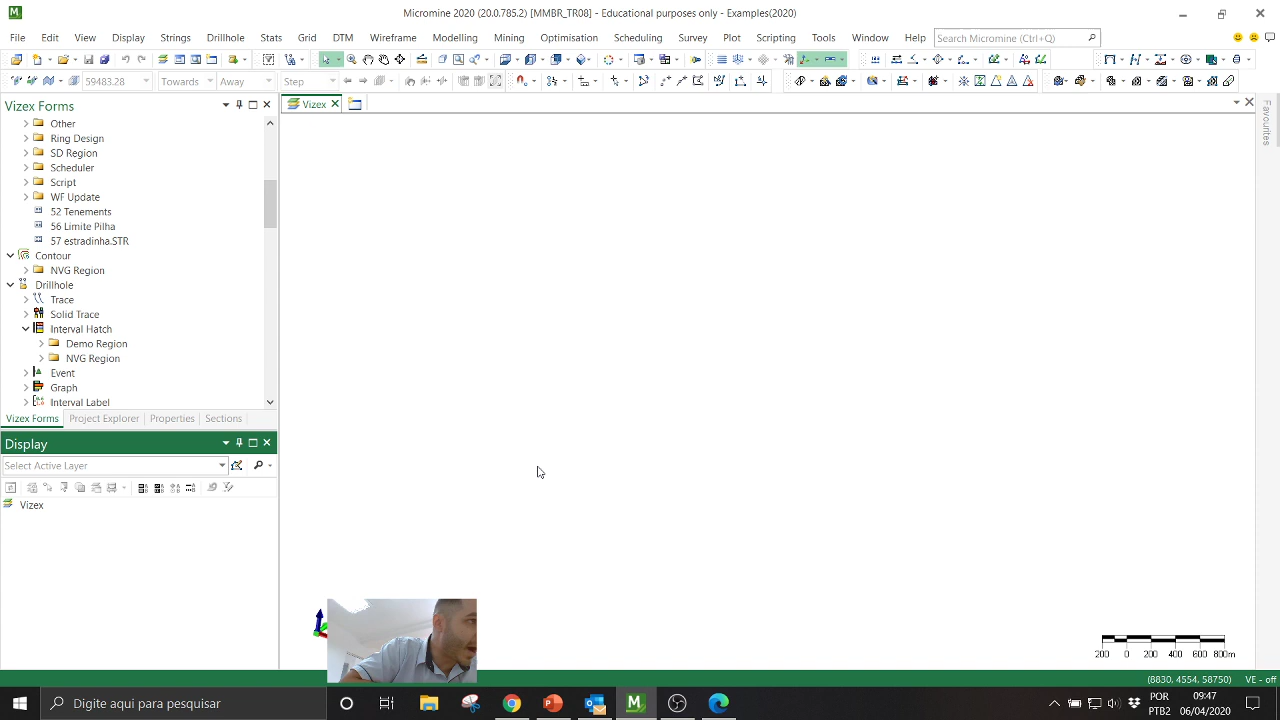 Micromine 2020 (20.0.785.2) [MMBR_TR08] - Educational purposes only - Examples(2020)
File Edit View Display Strings Drillhole Stats Grid DTM Wireframe Modelling Mining Optimisation Scheduling Survey Plot Scripting Tools Window Help Search Micromine (Ctrl+Q)
59483.28 Towards Away Step
Vizex Forms
Vizex
Favourites
Other
Ring Design
SD Region
Scheduler
Script
WF Update
52 Tenements
56 Limite Pilha
57 estradinha.STR
Contour
NVG Region
Drillhole
Trace
Solid Trace
Interval Hatch
Demo Region
NVG Region
Event
Graph
Interval Label
Vizex Forms Project Explorer Properties Sections
Display
Select Active Layer
Vizex
200 0 200 400 600 800m
(8830, 4554, 58750) VE - off
Digite aqui para pesquisar
POR
PTB2
09:47
06/04/2020